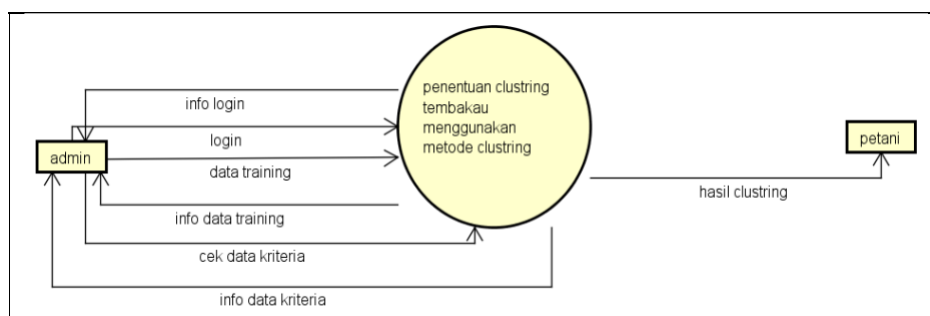 penentuan clustring
tembakau
menggunakan
metode clustring
info login
login
admin
data training
petani
hasil clustring
info data training
cek data kriteria
info data kriteria